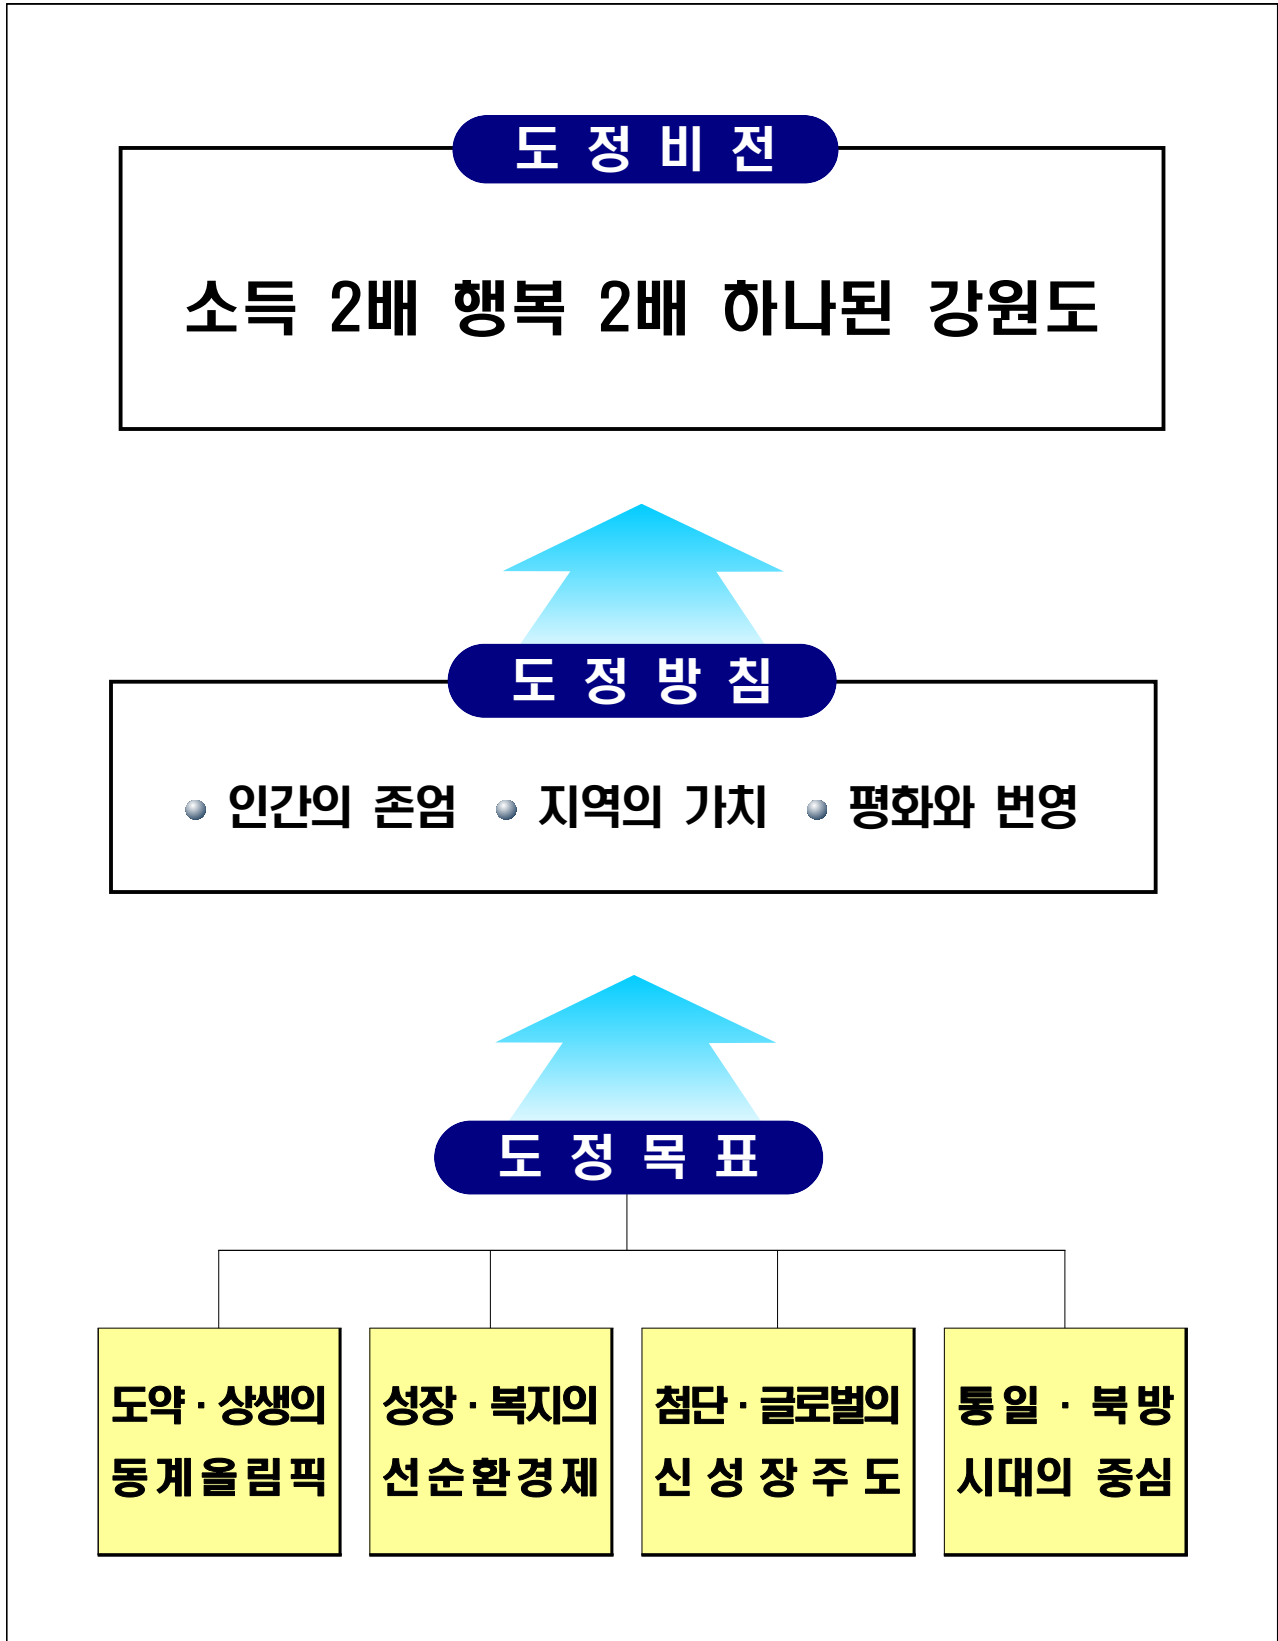 도정비전
소득 2배 행복 2배 하나된 강원도
도정방침
인간의 존엄 지역의 가치 평화와 번영
도정목표
도약·상생의
동계올림픽
성장·복지의
선순환경제
첨단·글로벌의
신성장주도
통일·북방
시대의 중심